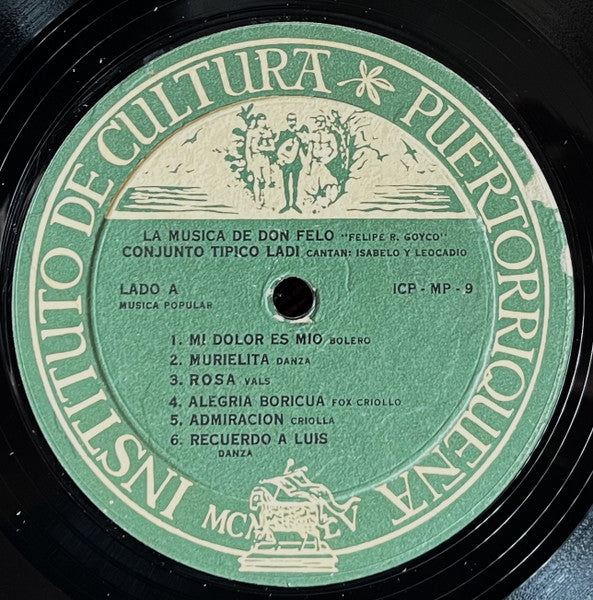 INSTITUTO DE CULTURA PUERTORRIQUEÑA
LA MUSICA DE DON FELO "FELIPE R. GOYCO"
CONJUNTO TIPICO LADI CANTAN: ISABELO Y LEOCADIO
LADO A ICP - MP - 9
MUSICA POPULAR
1. MI DOLOR ES MIO BOLERO
2. MURIELITA DANZA
3. ROSA VALS
4. ALEGRIA BORICUA FOX CRIOLLO
5. ADMIRACION CRIOLLA
6. RECUERDO A LUIS
DANZA